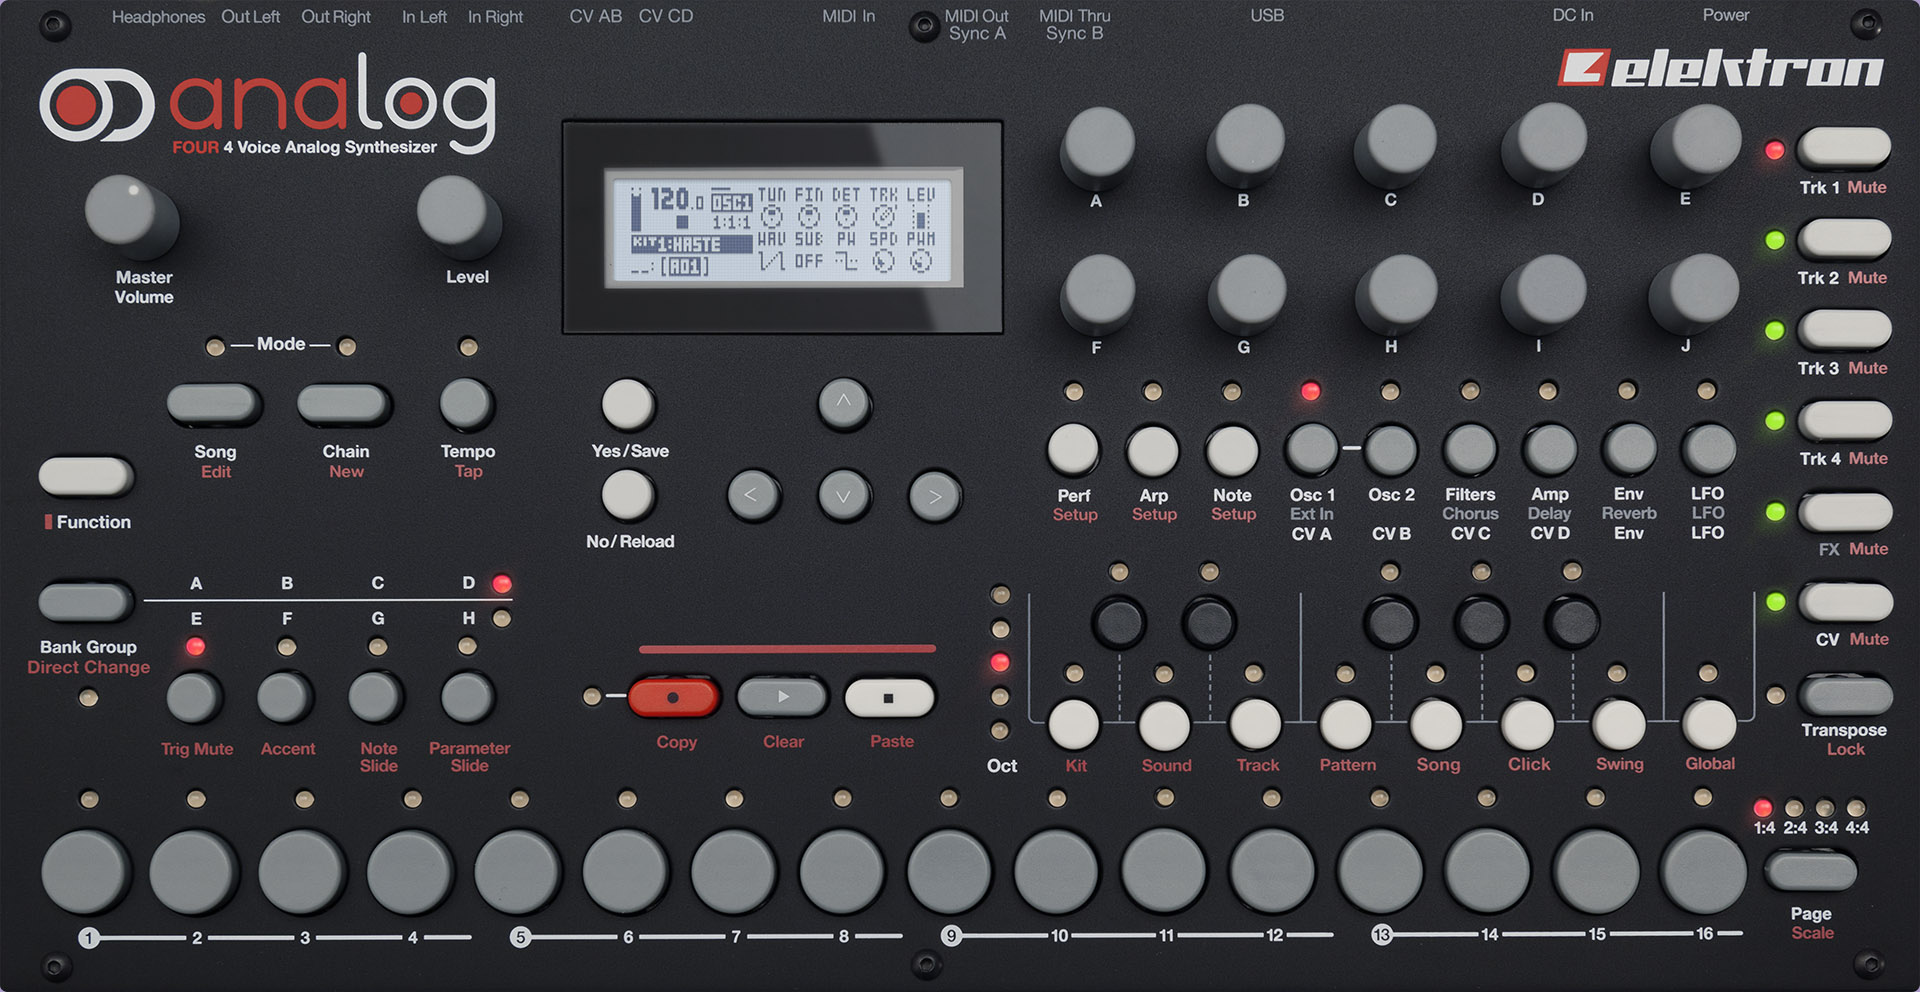 Headphones Out Left Out Right In Left In Right CV AB CV CD MIDI In MIDI Out MIDI Thru USB DC In Power
Sync A Sync B
analog
FOUR 4 Voice Analog Synthesizer
elektron
120.0 OSC1 TUN FIN DET TRK LEV
1:1:1
KIT 1:HASTE WAV SUB PW SPD PWM
__: [A01] OFF
A B C D E
F G H I J
Trk 1 Mute
Trk 2 Mute
Trk 3 Mute
Trk 4 Mute
FX Mute
CV Mute
Transpose
Lock
Master
Volume
Level
Mode
Song
Edit
Chain
New
Tempo
Tap
Function
Yes/Save
No/Reload
^
< v >
Perf
Setup
Arp
Setup
Note
Setup
Osc 1
Ext In
CV A
Osc 2
CV B
Filters
Chorus
CV C
Amp
Delay
CV D
Env
Reverb
Env
LFO
LFO
LFO
A B C D
E F G H
Bank Group
Direct Change
Trig Mute
Accent
Note
Slide
Parameter
Slide
Copy Clear Paste
Oct
Kit Sound Track Pattern Song Click Swing Global
1:4 2:4 3:4 4:4
Page
Scale
1 2 3 4 5 6 7 8 9 10 11 12 13 14 15 16